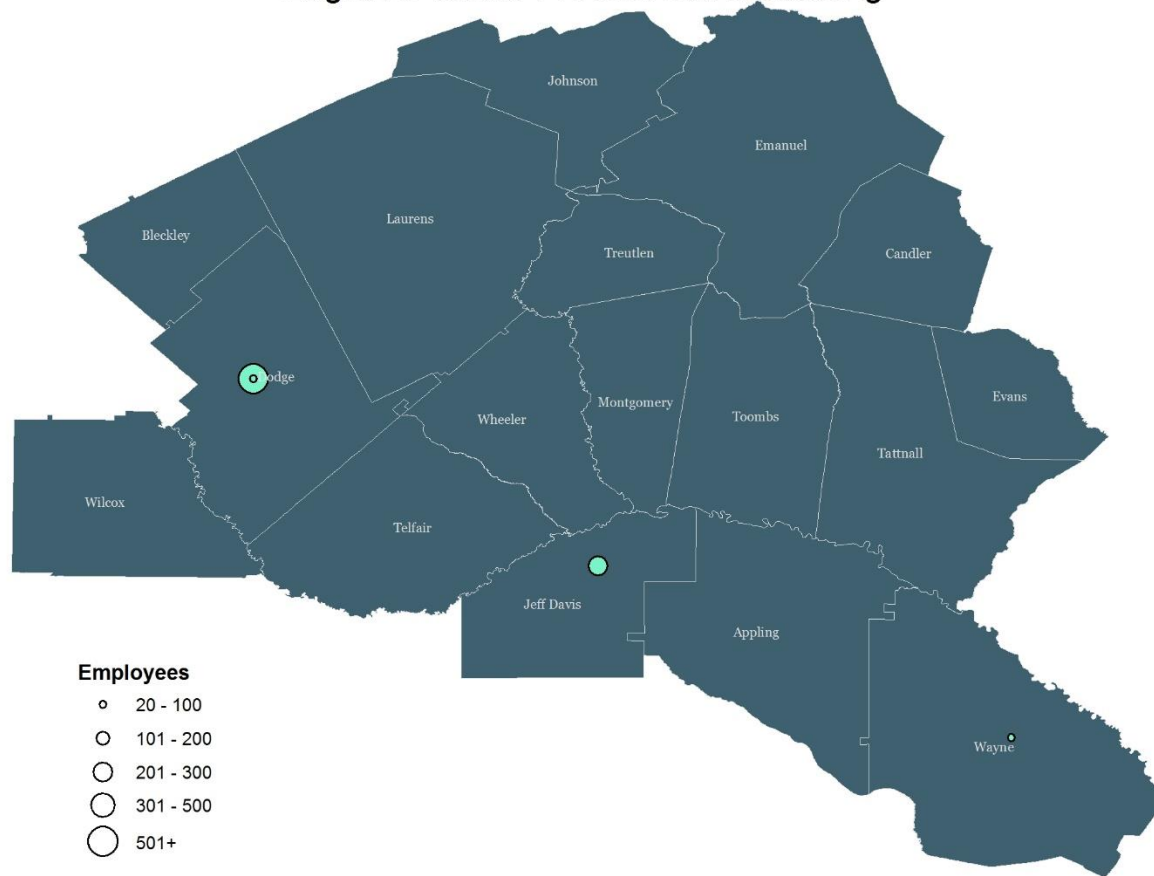 Johnson
Emanuel
Laurens
Bleckley
Treutlen
Candler
Evans
Montgomery
Wheeler
Toombs
Tattnall
Wilcox
Telfair
Jeff Davis
Appling
Wayne
Employees
20 - 100
101 - 200
201 - 300
301 - 500
501+